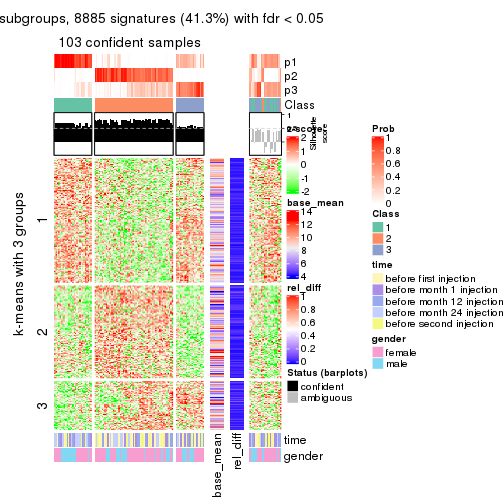 subgroups, 8885 signatures (41.3%) with fdr < 0.05
103 confident samples
p1
p2
p3
Class
1
Silhouette
score
z-score
2
1
0
-1
-2
base_mean
14
12
10
8
6
4
rel_diff
1
0.8
0.6
0.4
0.2
0
Status (barplots)
confident
ambiguous
Prob
1
0.8
0.6
0.4
0.2
0
Class
1
2
3
time
before first injection
before month 1 injection
before month 12 injection
before month 24 injection
before second injection
gender
female
male
k-means with 3 groups
1
2
3
time
gender
base_mean
rel_diff